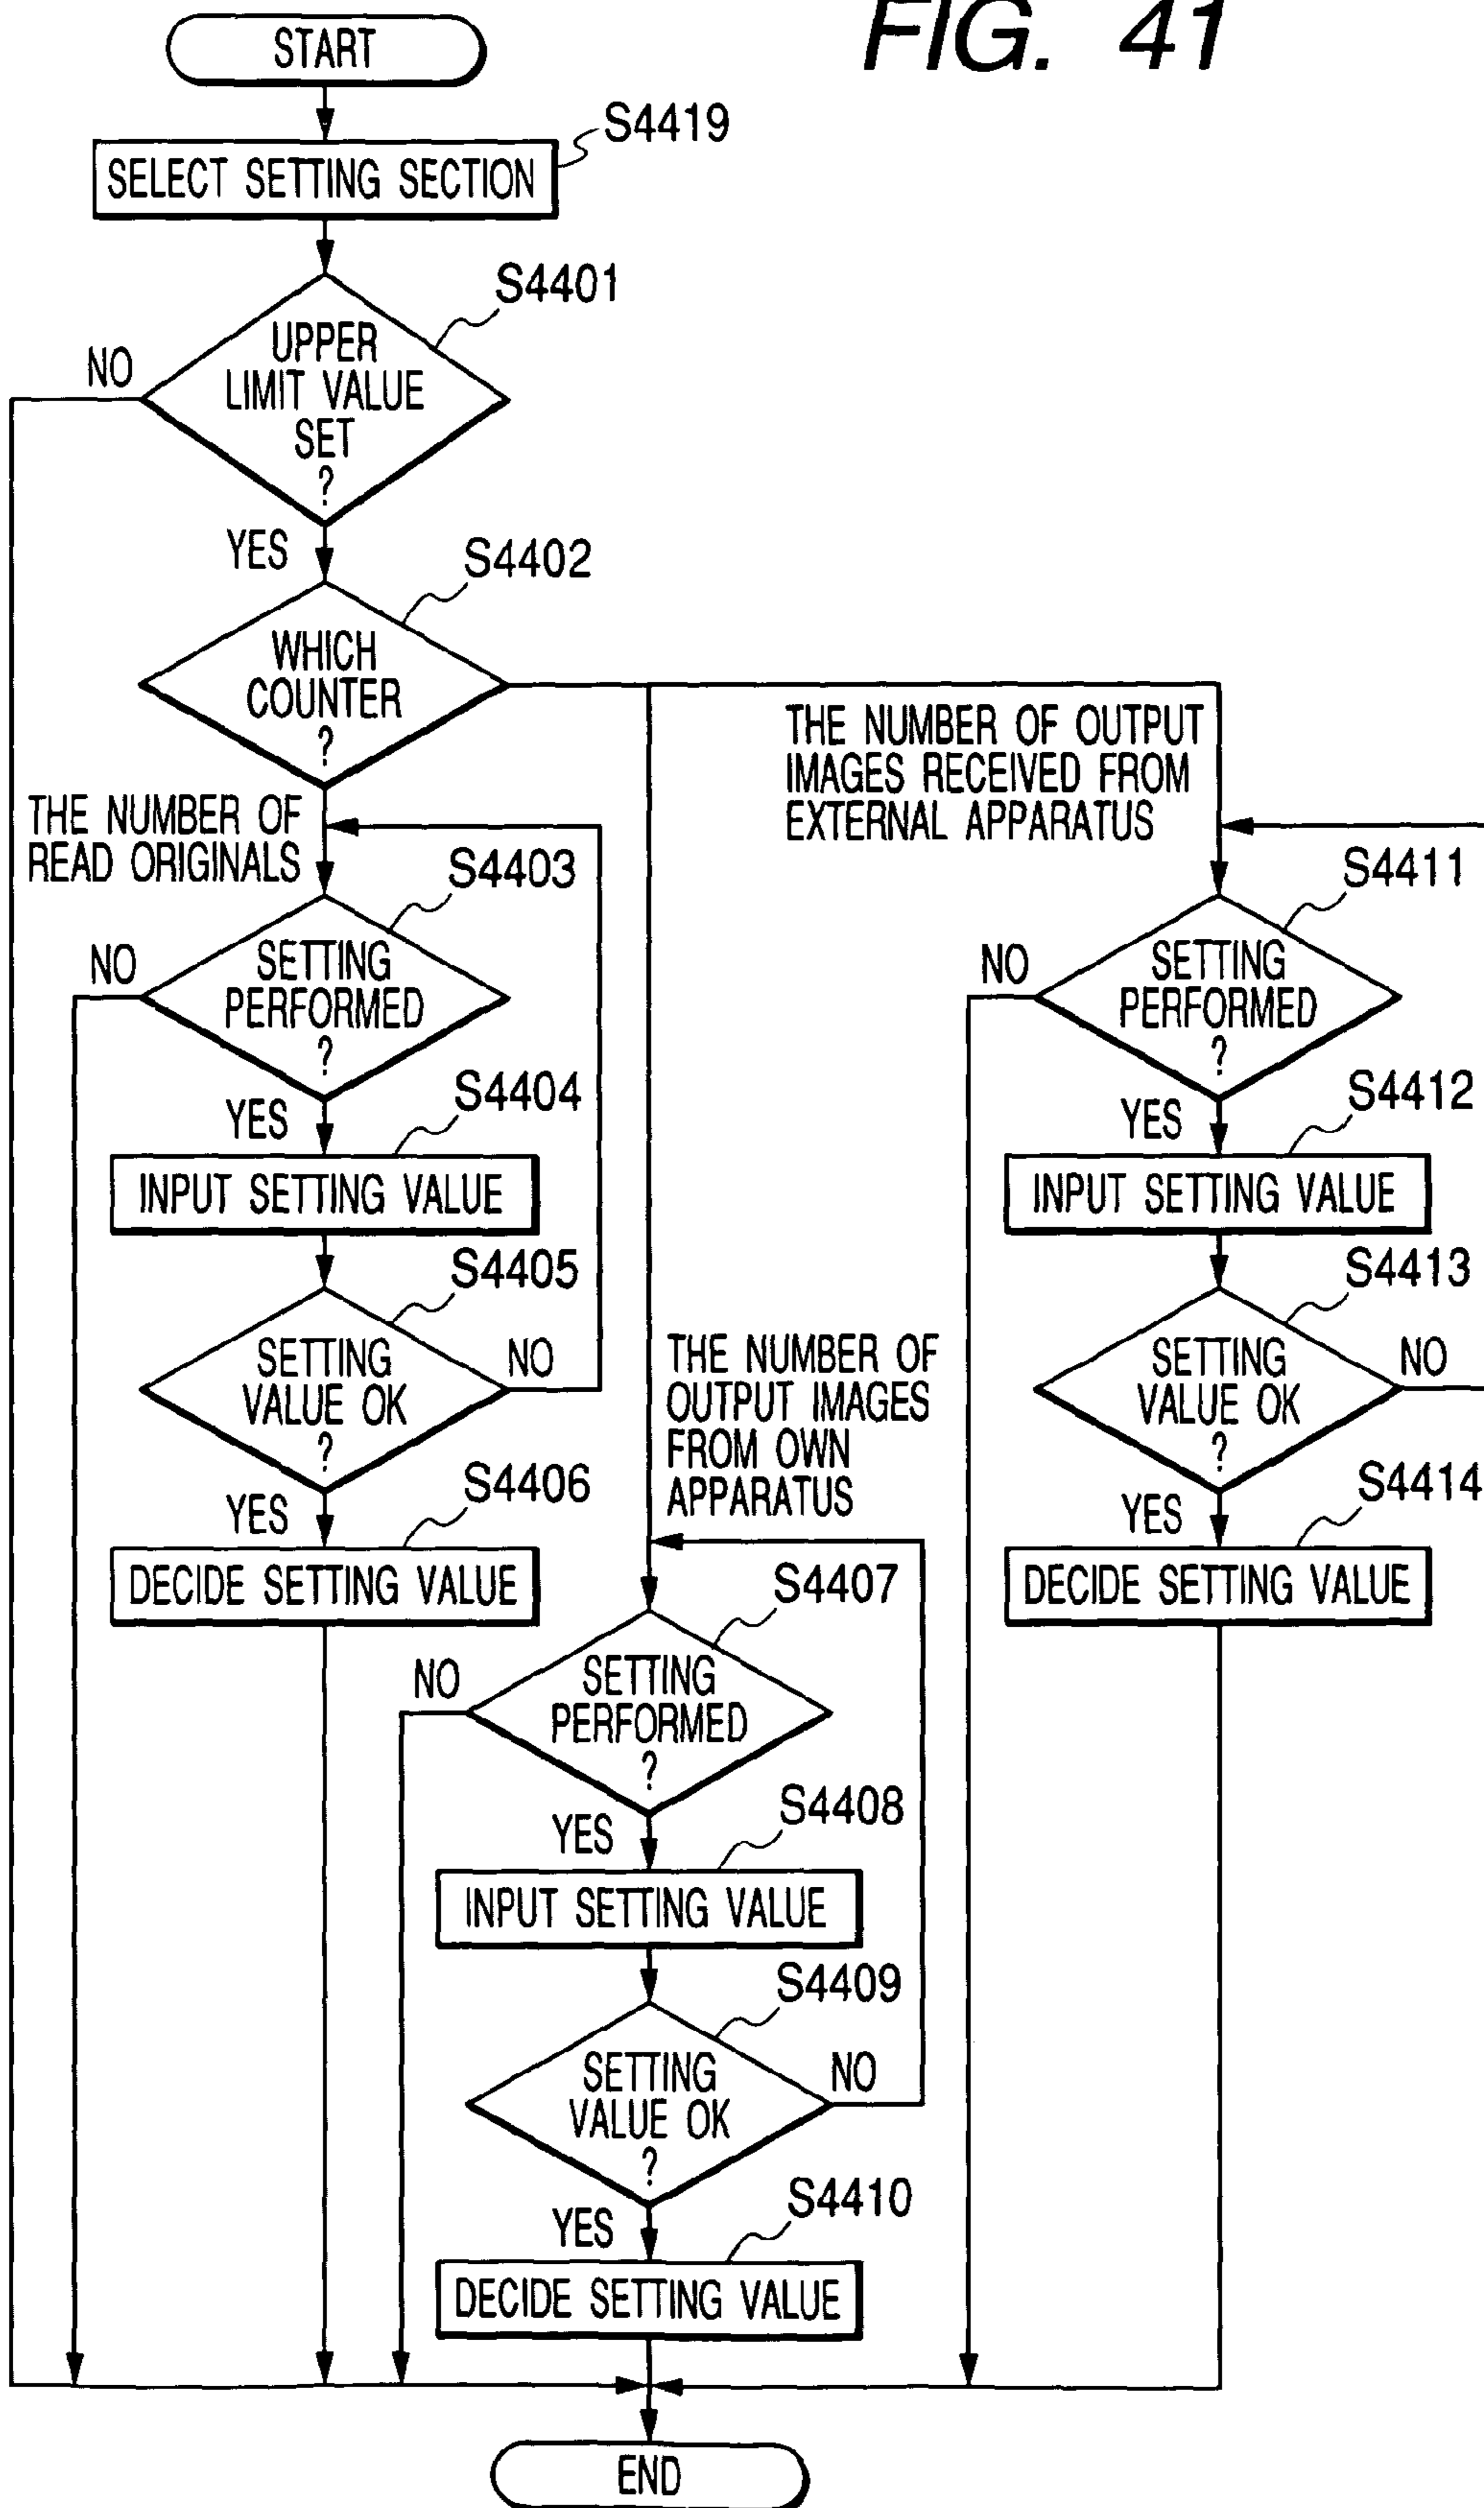 FIG. 41
START
S4419
SELECT SETTING SECTION
S4401
UPPER
LIMIT VALUE
SET
?
NO
YES
S4402
WHICH
COUNTER
?
THE NUMBER OF OUTPUT
IMAGES RECEIVED FROM
EXTERNAL APPARATUS
THE NUMBER OF
READ ORIGINALS
S4403
SETTING
PERFORMED
?
NO
YES
S4404
INPUT SETTING VALUE
S4405
SETTING
VALUE OK
?
NO
YES
S4406
DECIDE SETTING VALUE
THE NUMBER OF
OUTPUT IMAGES
FROM OWN
APPARATUS
S4407
SETTING
PERFORMED
?
NO
YES
S4408
INPUT SETTING VALUE
S4409
SETTING
VALUE OK
?
NO
YES
S4410
DECIDE SETTING VALUE
S4411
SETTING
PERFORMED
?
NO
YES
S4412
INPUT SETTING VALUE
S4413
SETTING
VALUE OK
?
NO
YES
S4414
DECIDE SETTING VALUE
END